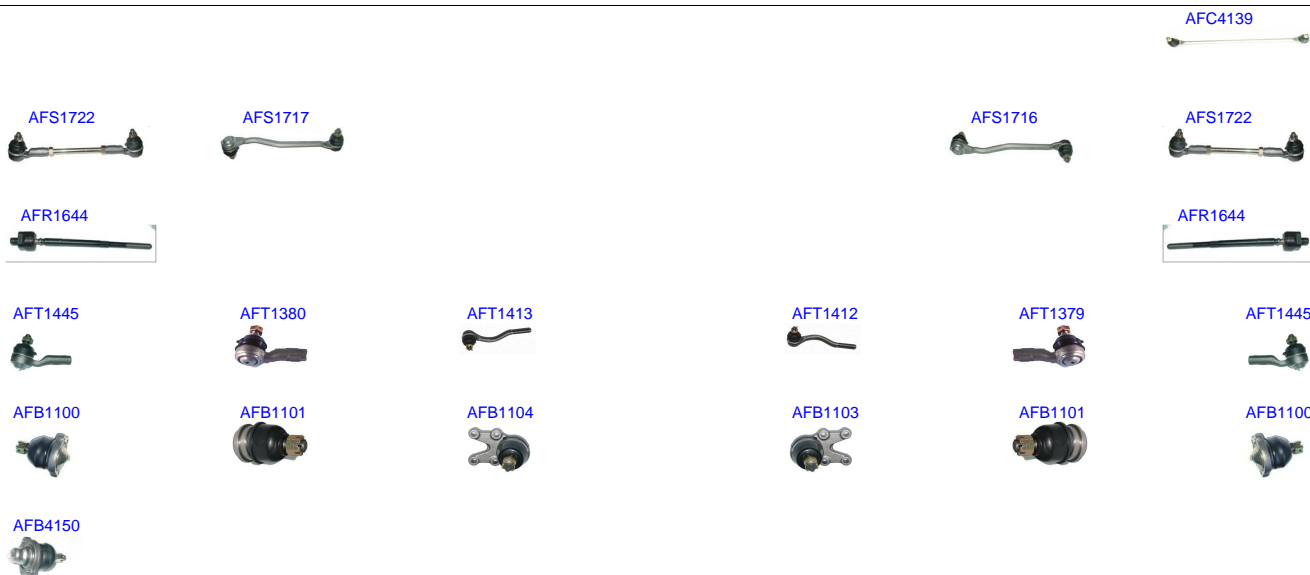 AFC4139
AFS1722 AFS1717 AFS1716 AFS1722
AFR1644 AFR1644
AFT1445 AFT1380 AFT1413 AFT1412 AFT1379 AFT1445
AFB1100 AFB1101 AFB1104 AFB1103 AFB1101 AFB1100
AFB4150